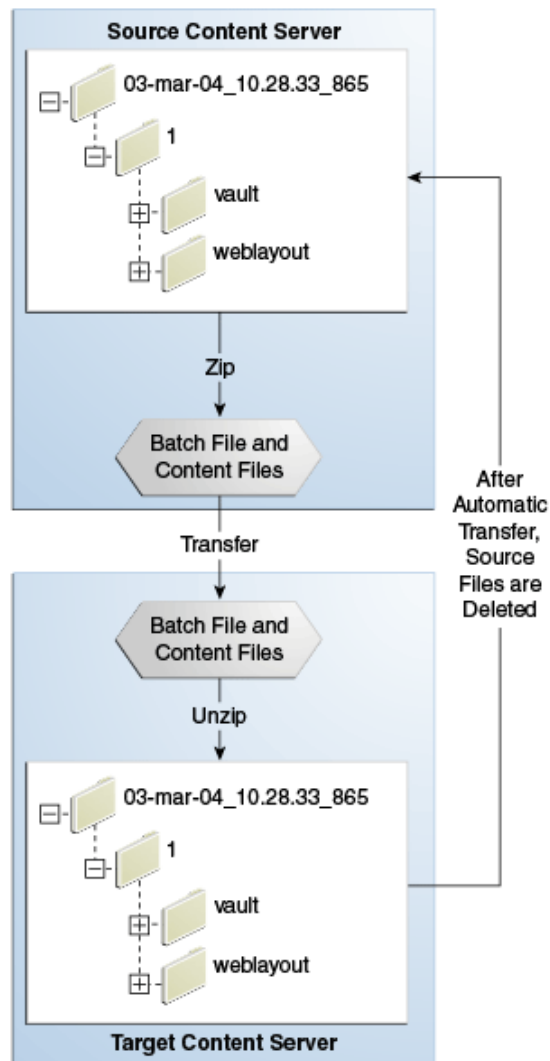 Source Content Server
03-mar-04_10.28.33_865
1
vault
weblayout
Zip
Batch File and
Content Files
Transfer
Batch File and
Content Files
Unzip
03-mar-04_10.28.33_865
1
vault
weblayout
Target Content Server
After
Automatic
Transfer,
Source
Files are
Deleted